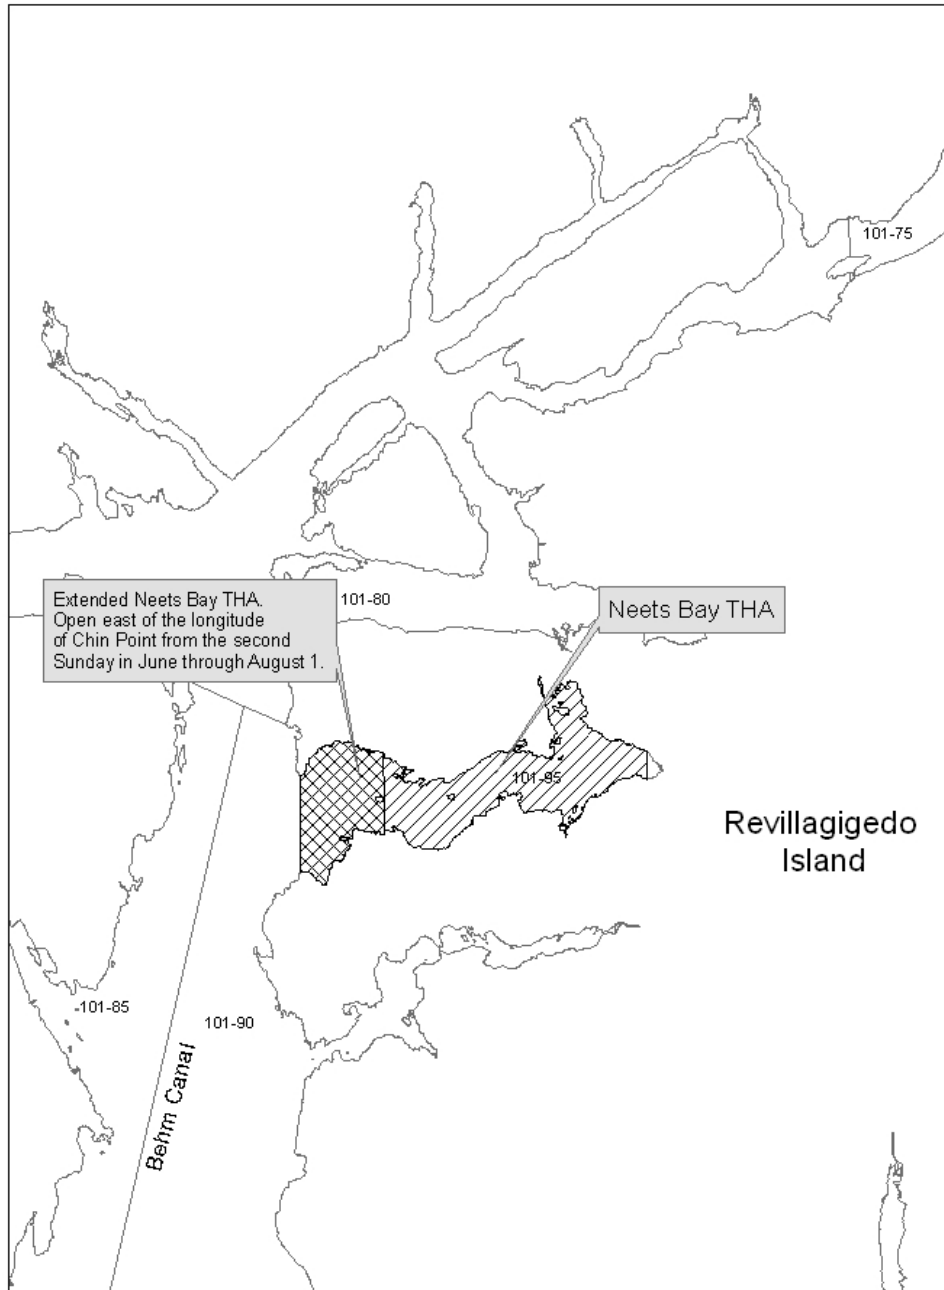 101-75
Extended Neets Bay THA.
Open east of the longitude
of Chin Point from the second
Sunday in June through August 1.
101-80
Neets Bay THA
101-95
Revillagigedo
Island
101-85
101-90
Behm Canal